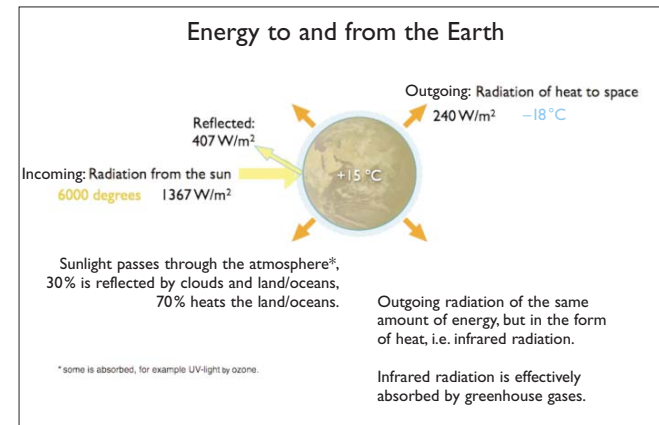 Energy to and from the Earth
Outgoing: Radiation of heat to space
240 W/m² –18 °C
Reflected:
407 W/m²
Incoming: Radiation from the sun
6000 degrees 1367 W/m²
+15 °C
Sunlight passes through the atmosphere*,
30% is reflected by clouds and land/oceans,
70% heats the land/oceans.
Outgoing radiation of the same
amount of energy, but in the form
of heat, i.e. infrared radiation.
* some is absorbed, for example UV-light by ozone.
Infrared radiation is effectively
absorbed by greenhouse gases.